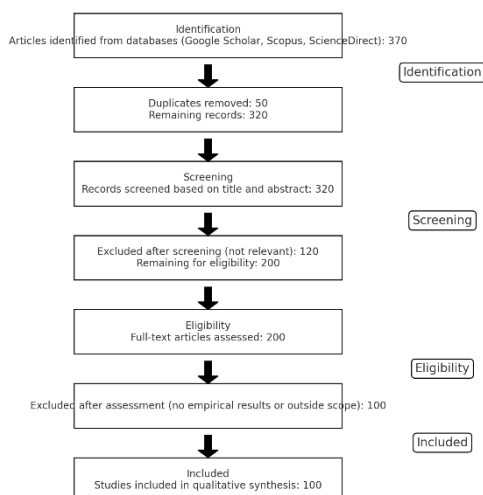 Identification
Articles identified from databases (Google Scholar, Scopus, ScienceDirect): 370
Identification
Duplicates removed: 50
Remaining records: 320
Screening
Records screened based on title and abstract: 320
Screening
Excluded after screening (not relevant): 120
Remaining for eligibility: 200
Eligibility
Full-text articles assessed: 200
Eligibility
Excluded after assessment (no empirical results or outside scope): 100
Included
Included
Studies included in qualitative synthesis: 100